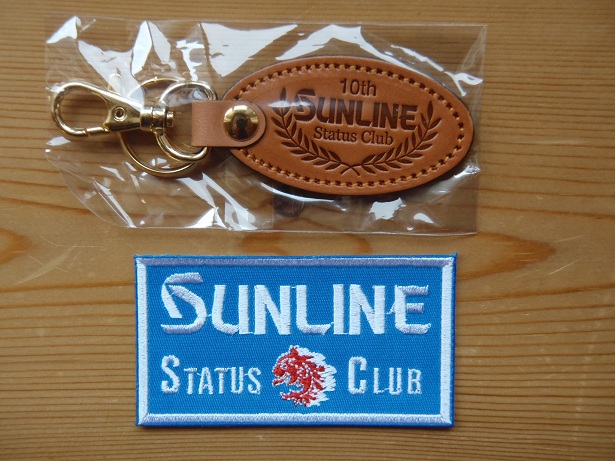 10th
SUNLINE
Status Club
SUNLINE
STATUS CLUB